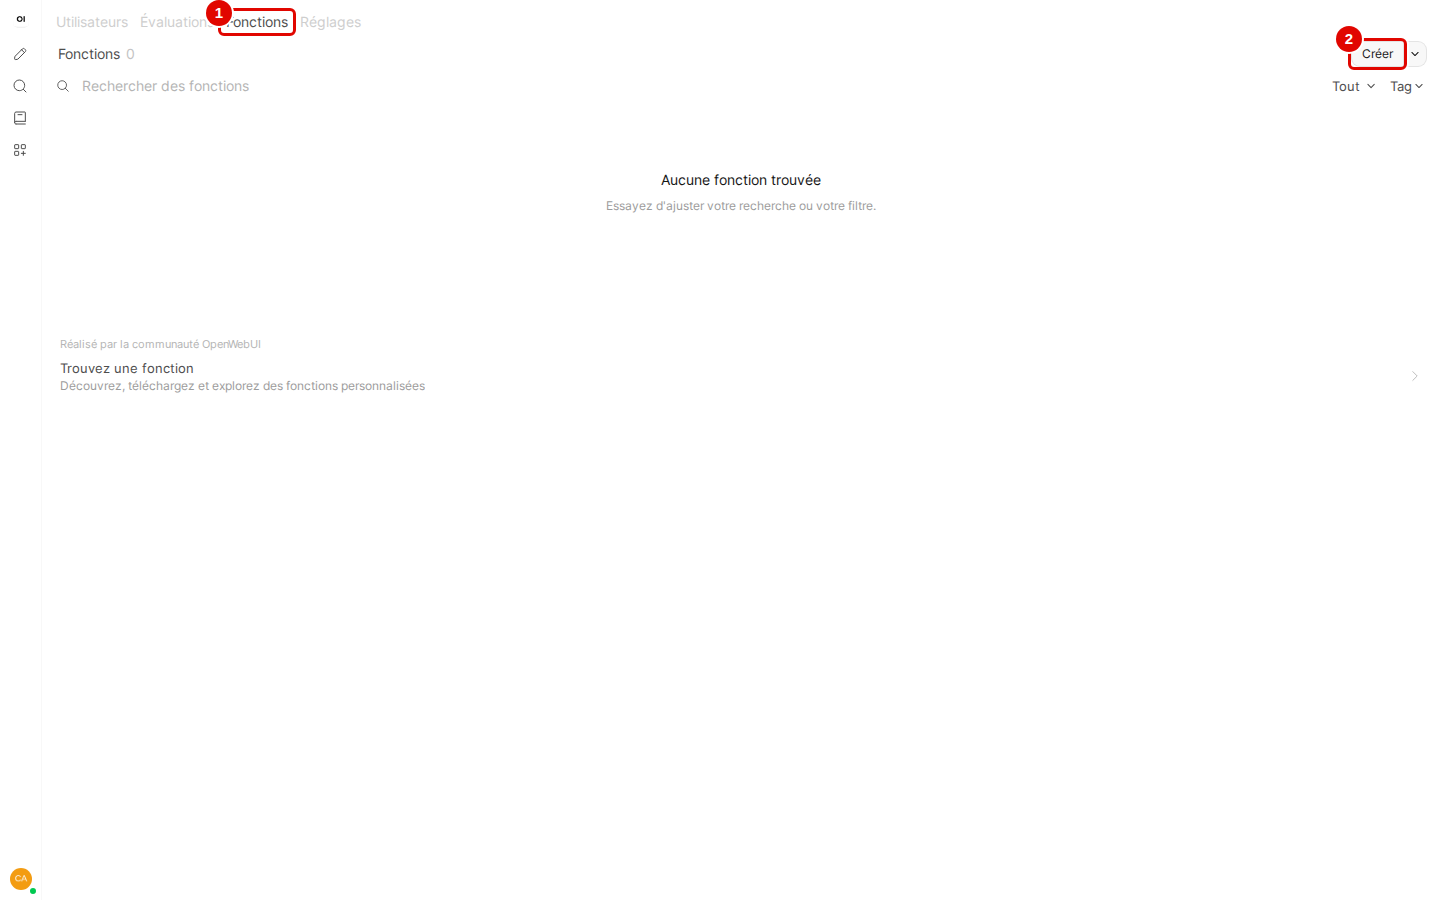 OI
Utilisateurs Évaluations Fonctions Réglages
1
Fonctions 0
2
Créer
Rechercher des fonctions
Tout Tag
Aucune fonction trouvée
Essayez d'ajuster votre recherche ou votre filtre.
Réalisé par la communauté OpenWebUI
Trouvez une fonction
Découvrez, téléchargez et explorez des fonctions personnalisées
CA